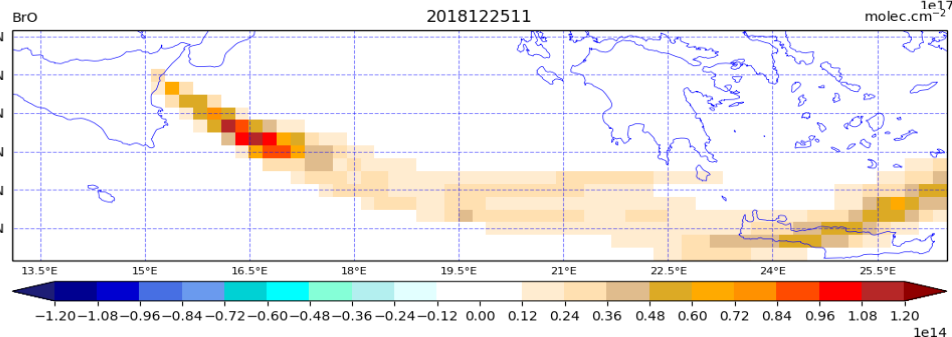 1e17
BrO 2018122511 molec.cm⁻²
13.5°E 15°E 16.5°E 18°E 19.5°E 21°E 22.5°E 24°E 25.5°E
−1.20 −1.08 −0.96 −0.84 −0.72 −0.60 −0.48 −0.36 −0.24 −0.12 0.00 0.12 0.24 0.36 0.48 0.60 0.72 0.84 0.96 1.08 1.20
1e14